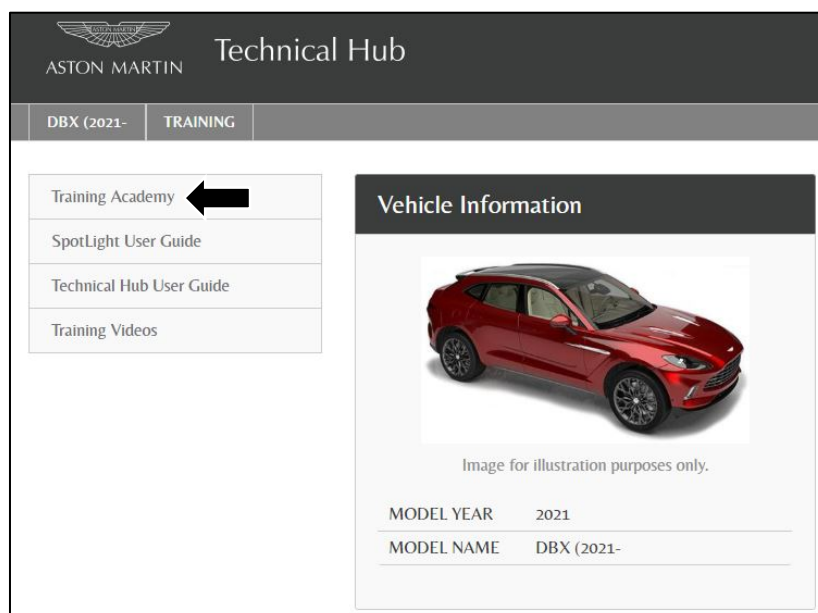 ASTON MARTIN
ASTON MARTIN
Technical Hub
DBX (2021-
TRAINING
Training Academy
SpotLight User Guide
Technical Hub User Guide
Training Videos
Vehicle Information
Image for illustration purposes only.
MODEL YEAR 2021
MODEL NAME DBX (2021-